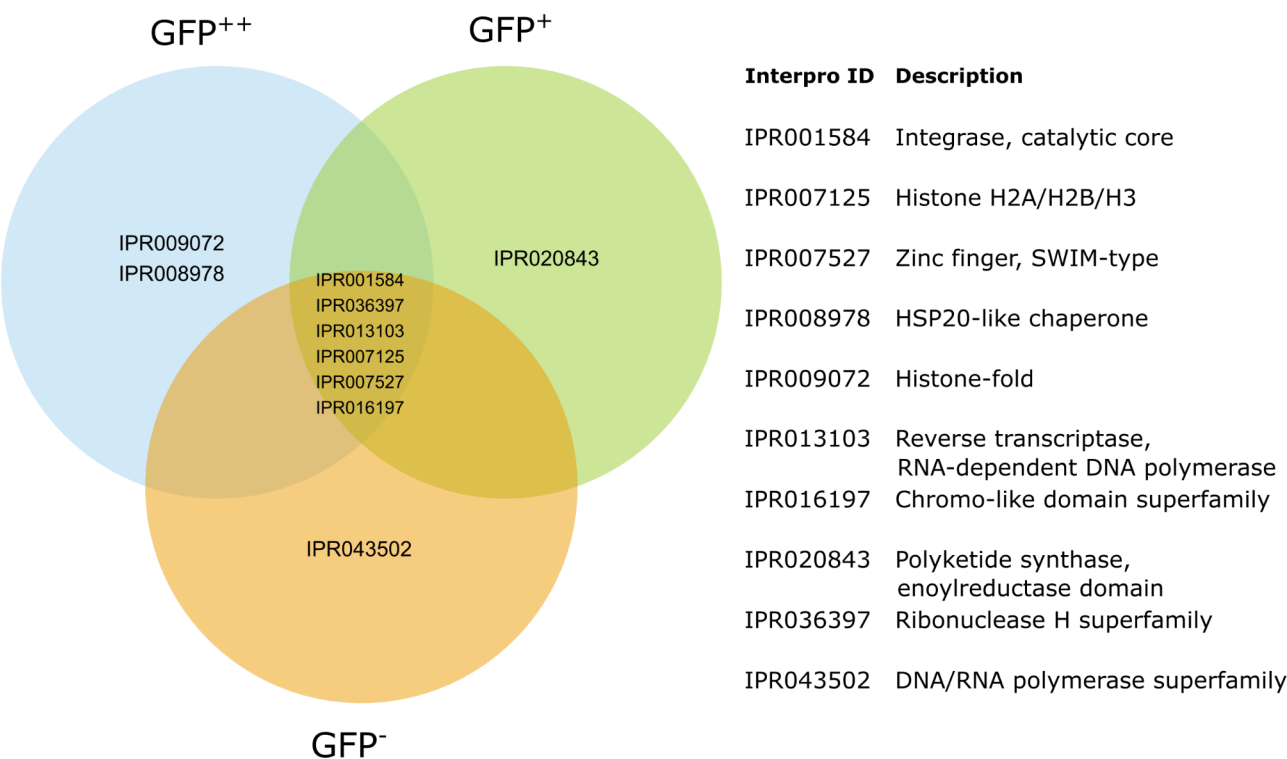 GFP++
GFP+
IPR009072
IPR008978
IPR020843
IPR001584
IPR036397
IPR013103
IPR007125
IPR007527
IPR016197
IPR043502
GFP-
Interpro ID Description
IPR001584 Integrase, catalytic core
IPR007125 Histone H2A/H2B/H3
IPR007527 Zinc finger, SWIM-type
IPR008978 HSP20-like chaperone
IPR009072 Histone-fold
IPR013103 Reverse transcriptase,
RNA-dependent DNA polymerase
IPR016197 Chromo-like domain superfamily
IPR020843 Polyketide synthase,
enoylreductase domain
IPR036397 Ribonuclease H superfamily
IPR043502 DNA/RNA polymerase superfamily